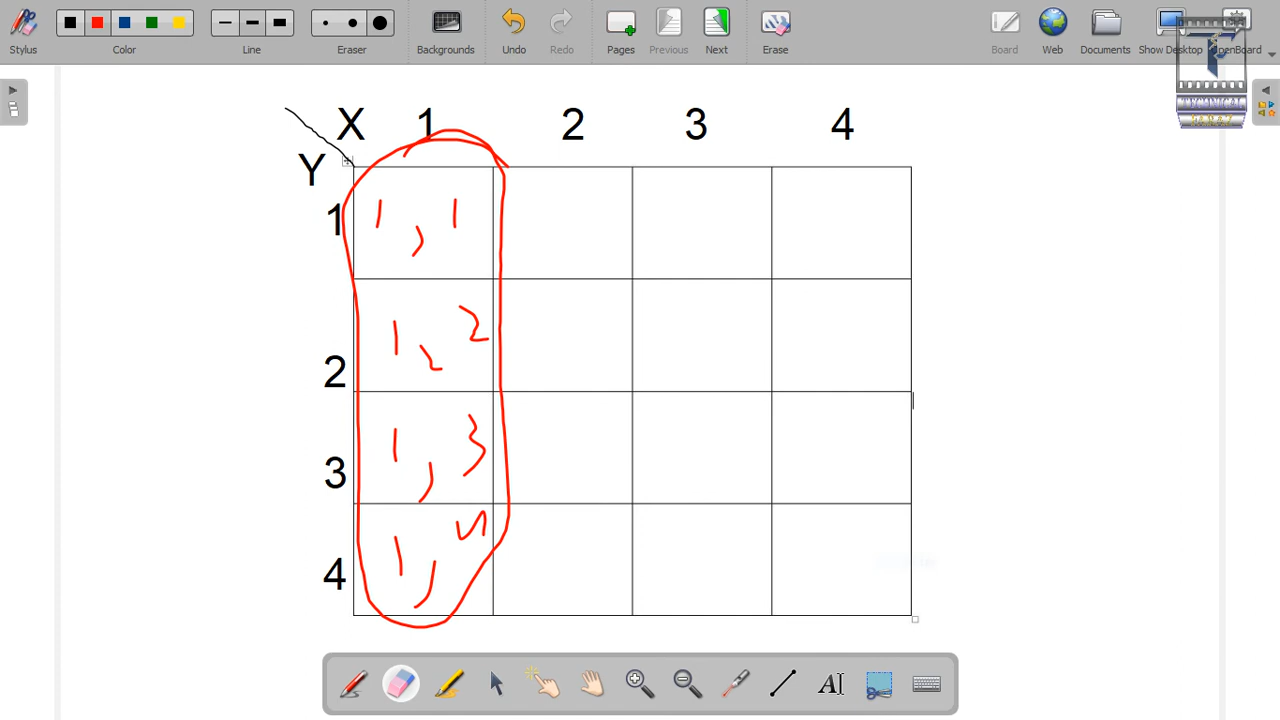 Stylus Color Line Eraser Backgrounds Undo Redo Pages Previous Next Erase Board Web Documents Show Desktop OpenBoard
X 1 2 3 4
Y
1 1 , 1
2 1 , 2
3 1 , 3
4 1 , 4